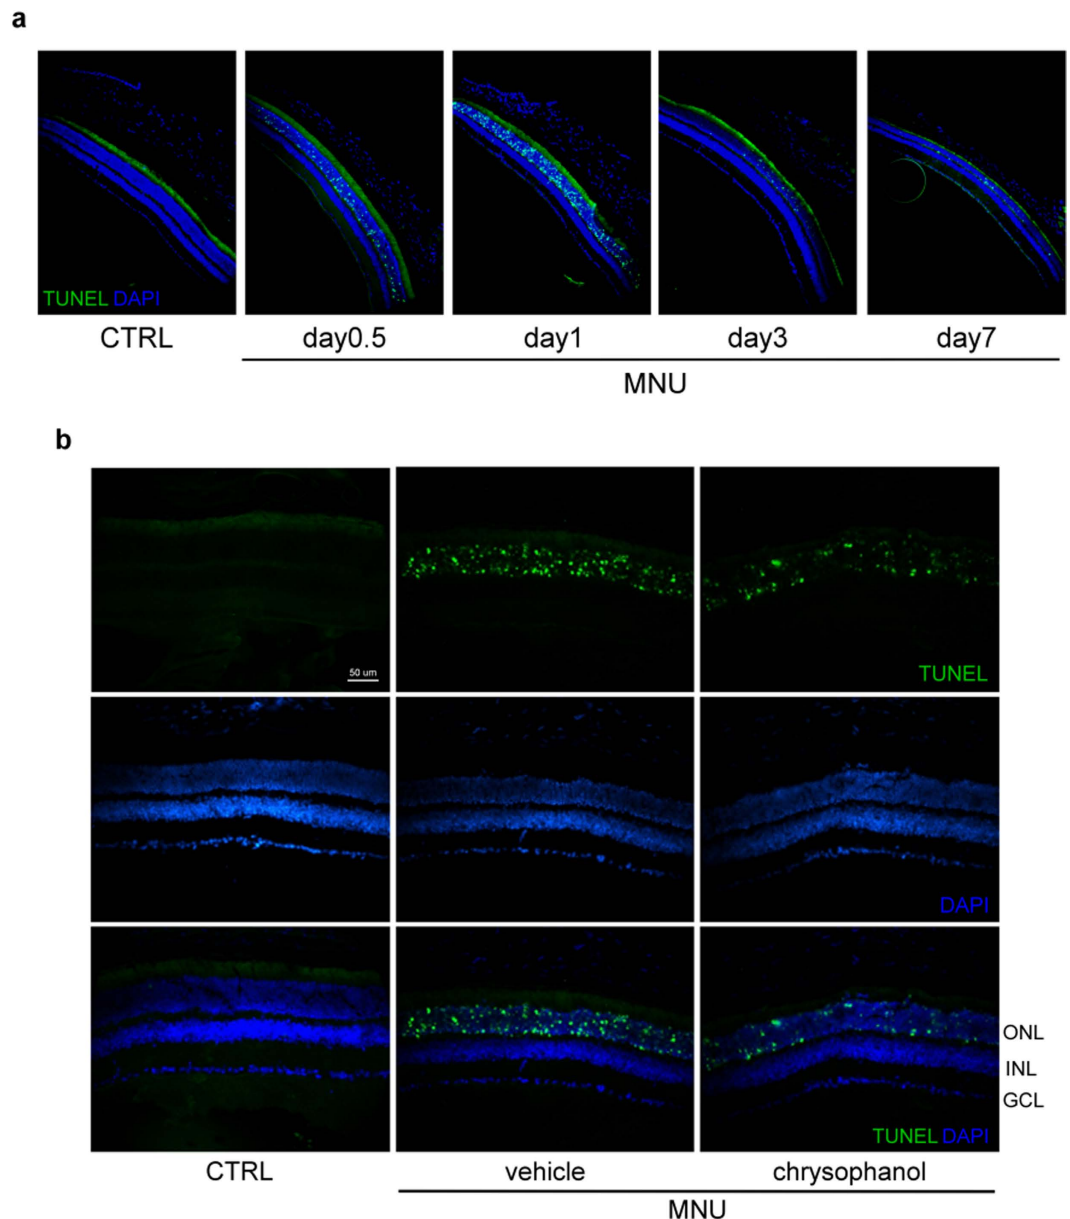 a
TUNEL DAPI
CTRL
day0.5
day1
day3
day7
MNU
b
50 um
TUNEL
DAPI
ONL
INL
GCL
TUNEL DAPI
CTRL
vehicle
chrysophanol
MNU